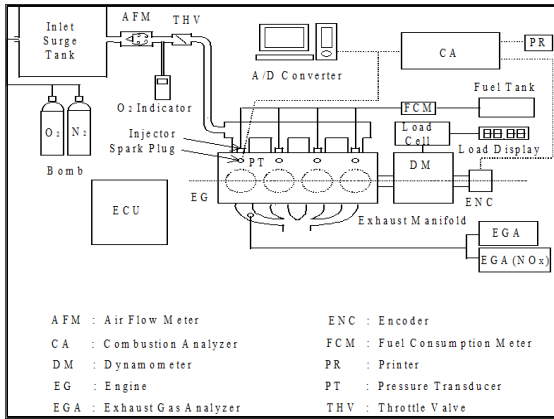 AFM THV
Inlet
Surge
Tank
O2 Indicator
A/D Converter
CA
PR
Fuel Tank
FCM
Load
Cell
Load Display
O2 N2
Bomb
Injector
Spark Plug
PT
EG
DM
ENC
ECU
Exhaust Manifold
EGA
EGA(NOx)
AFM : Air Flow Meter
CA : Combustion Analyzer
DM : Dynamometer
EG : Engine
EGA : Exhaust Gas Analyzer
ENC : Encoder
FCM : Fuel Consumption Meter
PR : Printer
PT : Pressure Transducer
THV : Throttle Valve